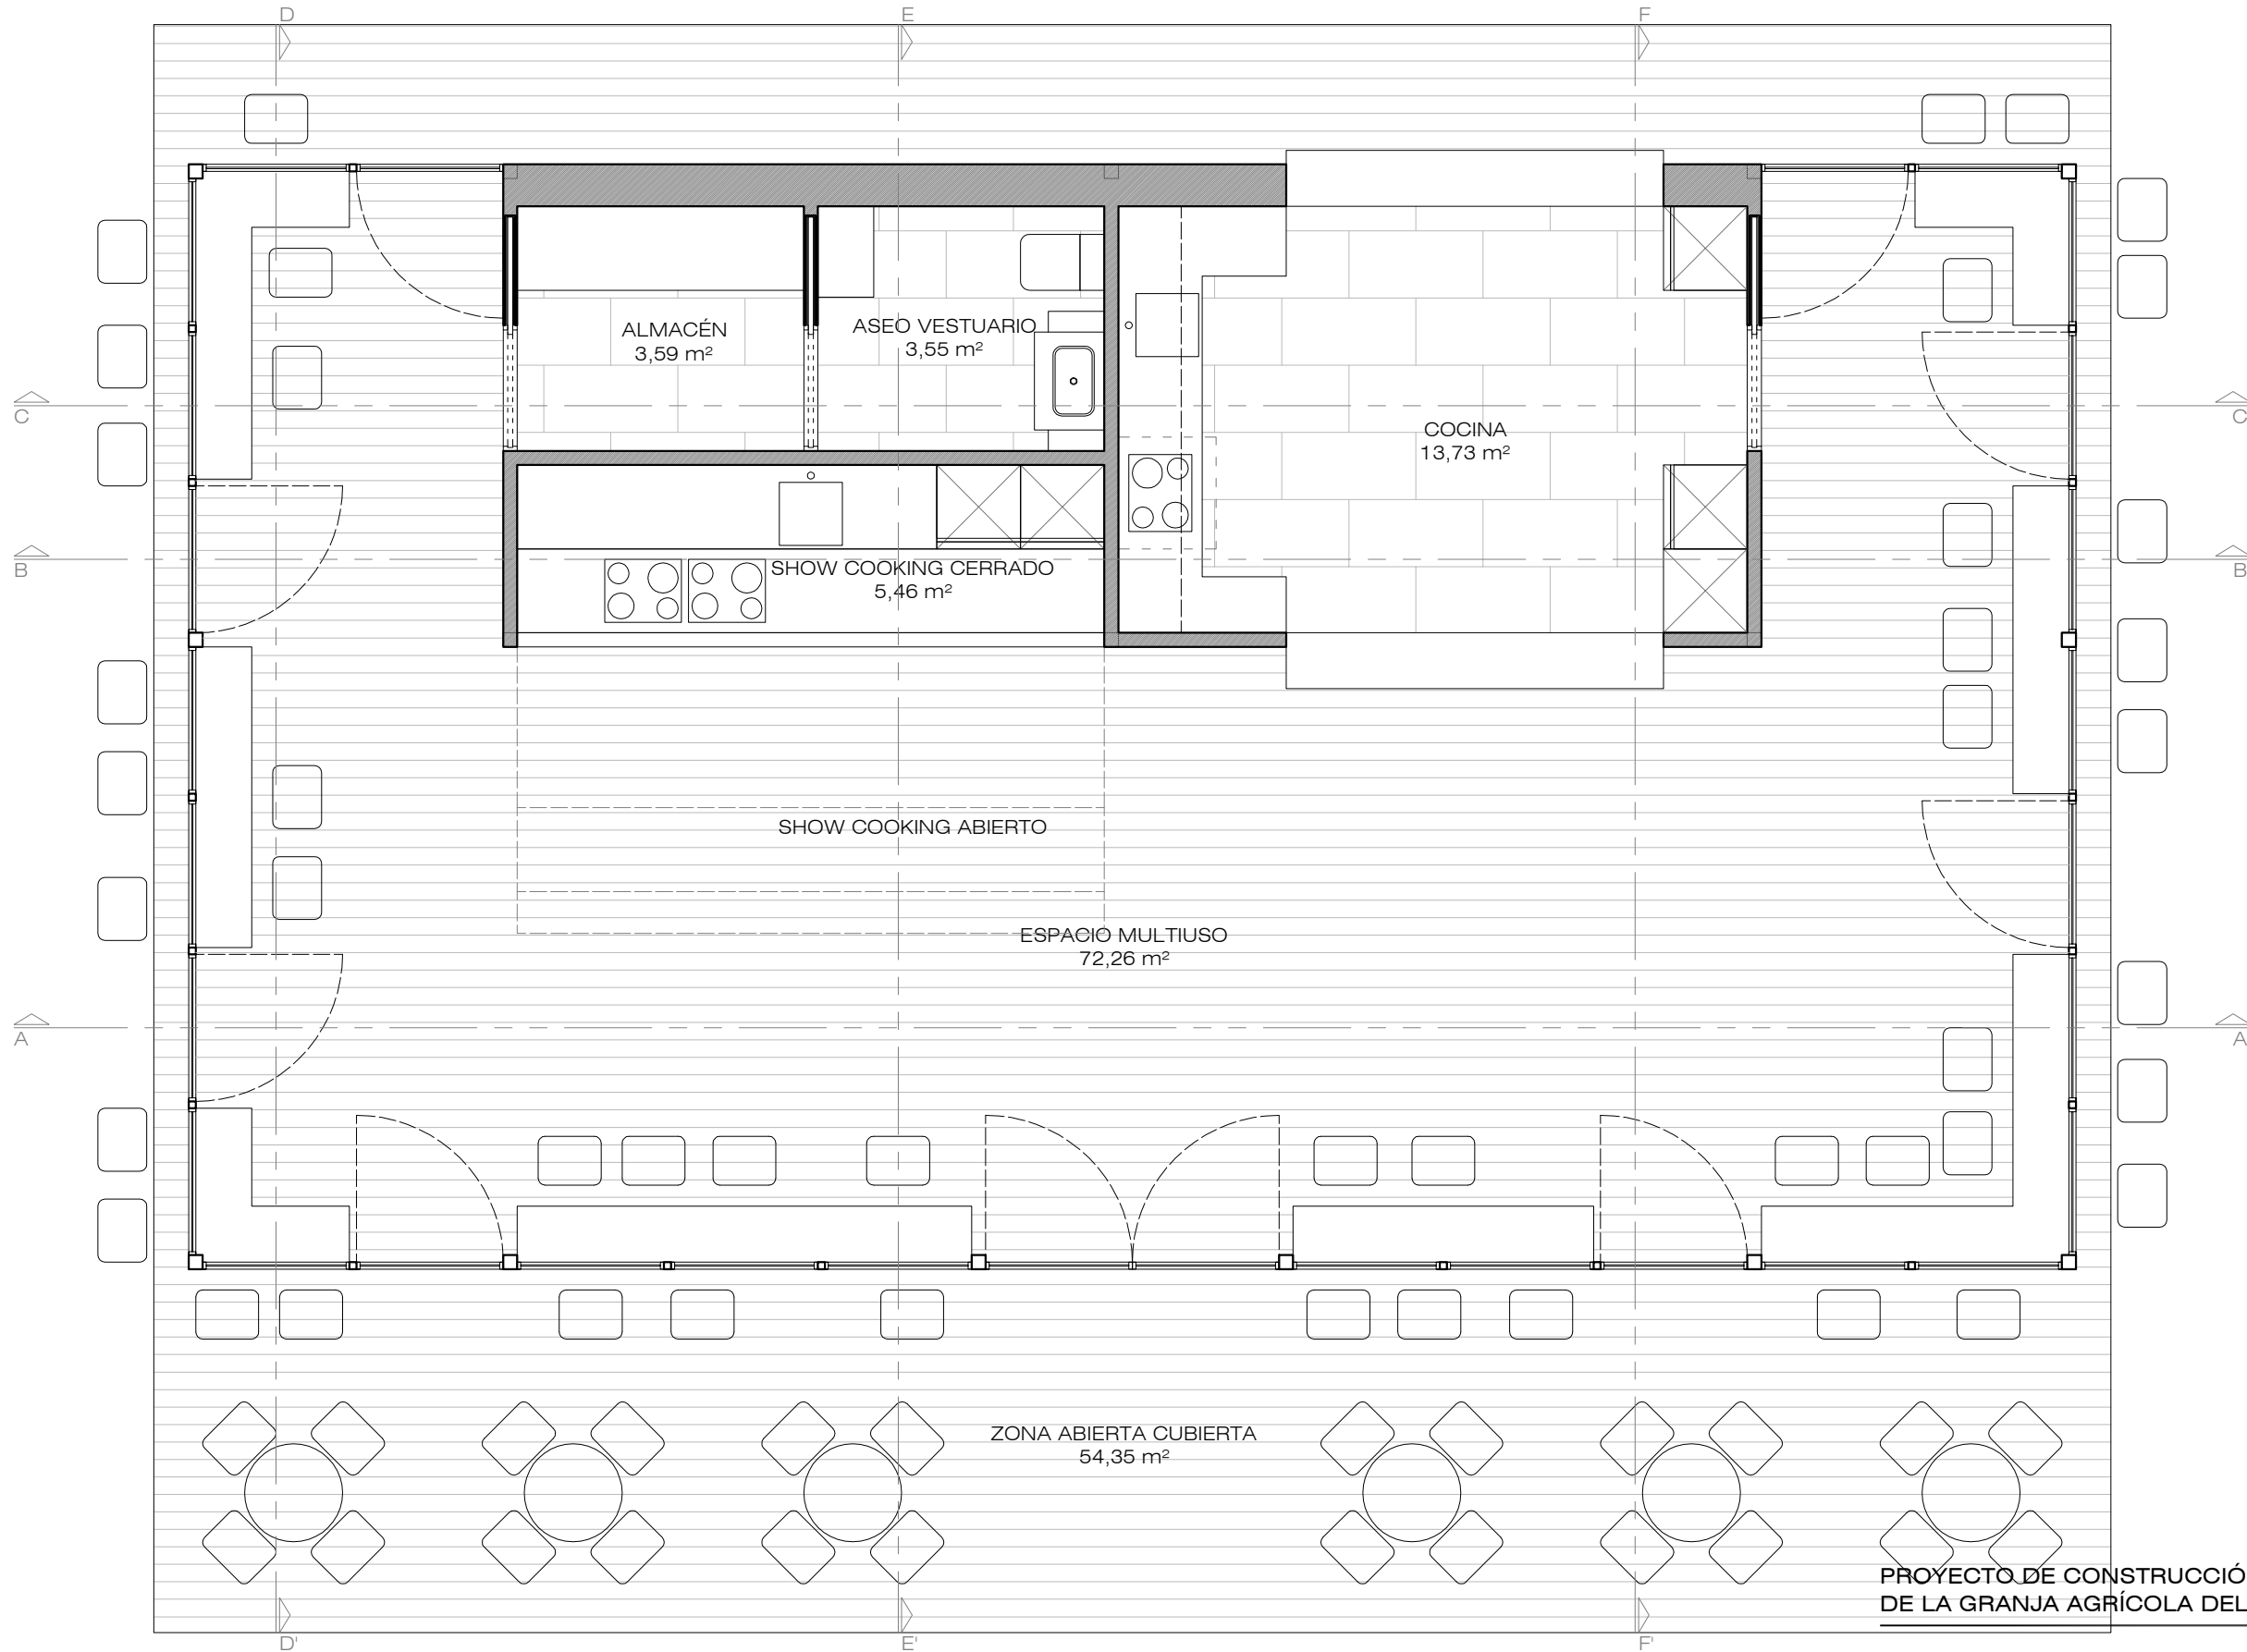 D
E
F
ALMACÉN
3,59 m²
ASEO VESTUARIO
3,55 m²
C
C
COCINA
13,73 m²
B
B
SHOW COOKING CERRADO
5,46 m²
SHOW COOKING ABIERTO
ESPACIO MULTIUSO
72,26 m²
A
A
ZONA ABIERTA CUBIERTA
54,35 m²
PROYECTO DE CONSTRUCCIÓ
DE LA GRANJA AGRÍCOLA DEL
D'
E'
F'